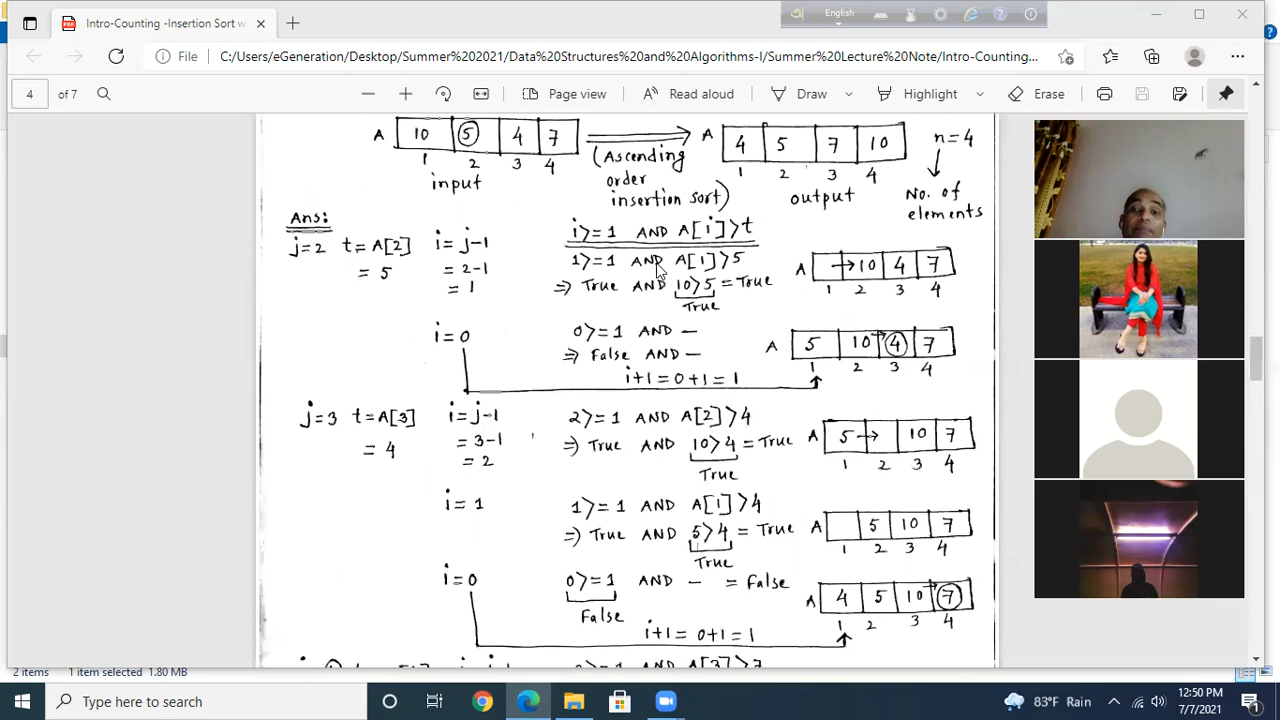 Intro-Counting -Insertion Sort w
English
File
C:/Users/eGeneration/Desktop/Summer%202021/Data%20Structures%20and%20Algorithms-I/Summer%20Lecture%20Note/Intro-Counting...
4 of 7
Page view
Read aloud
Draw
Highlight
Erase
A 10 5 4 7
1 2 3 4
input
(Ascending
order
insertion sort)
A 4 5 7 10
1 2 3 4
output
n=4
No. of
elements
Ans:
j=2 t=A[2] i=j-1 i>=1 AND A[i]>t
=5 =2-1 1>=1 AND A[1]>5 A 10 4 7
=1 => True AND 10>5 = True 1 2 3 4
True
i=0 0>=1 AND — A 5 10 4 7
=> False AND — 1 2 3 4
i+1=0+1=1
j=3 t=A[3] i=j-1 2>=1 AND A[2]>4
=4 =3-1 => True AND 10>4 = True A 5 10 7
=2 True 1 2 3 4
i=1 1>=1 AND A[1]>4
=> True AND 5>4 = True A 5 10 7
True 1 2 3 4
i=0 0>=1 AND — = False A 4 5 10 7
False 1 2 3 4
i+1= 0+1=1
2 items 1 item selected 1.80 MB
Type here to search
83°F Rain
12:50 PM
7/7/2021